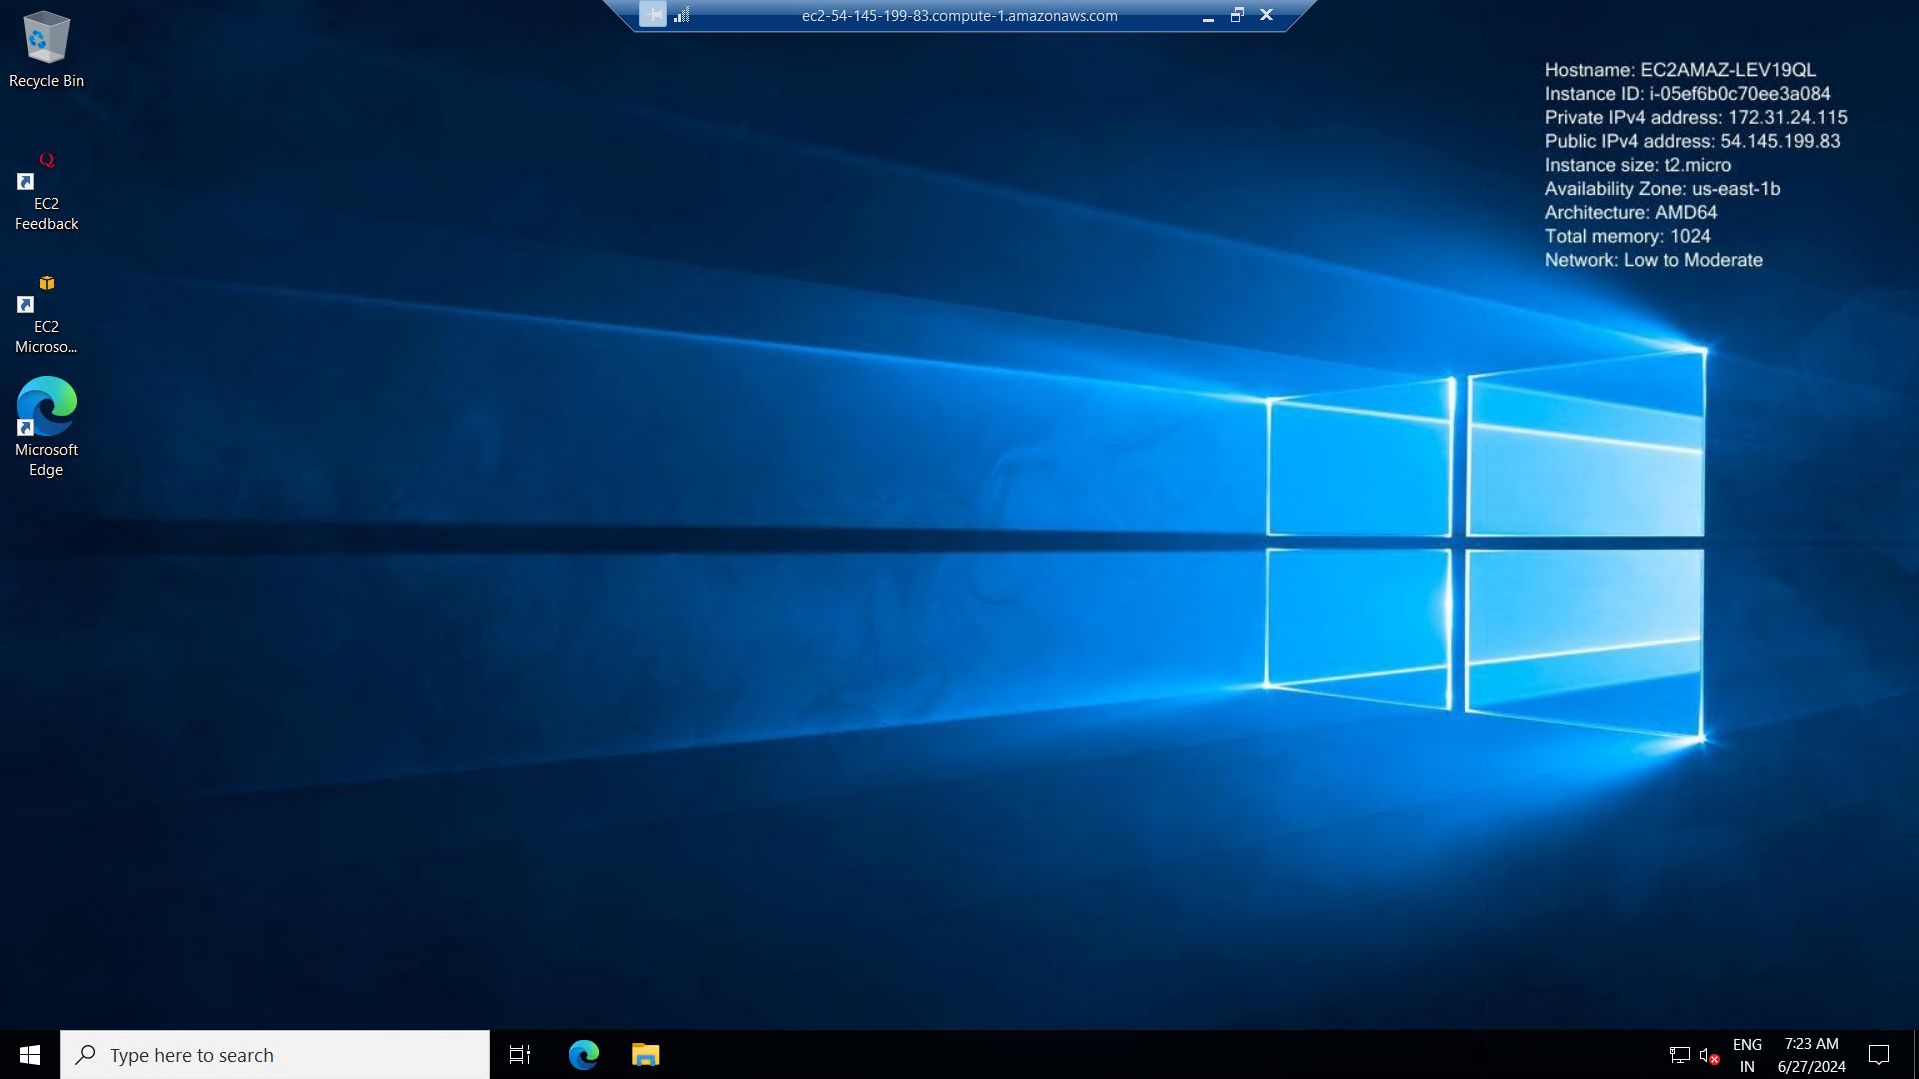 ec2-54-145-199-83.compute-1.amazonaws.com
Recycle Bin
EC2
Feedback
EC2
Microso...
Microsoft
Edge
Hostname: EC2AMAZ-LEV19QL
Instance ID: i-05ef6b0c70ee3a084
Private IPv4 address: 172.31.24.115
Public IPv4 address: 54.145.199.83
Instance size: t2.micro
Availability Zone: us-east-1b
Architecture: AMD64
Total memory: 1024
Network: Low to Moderate
Type here to search
ENG
IN
7:23 AM
6/27/2024